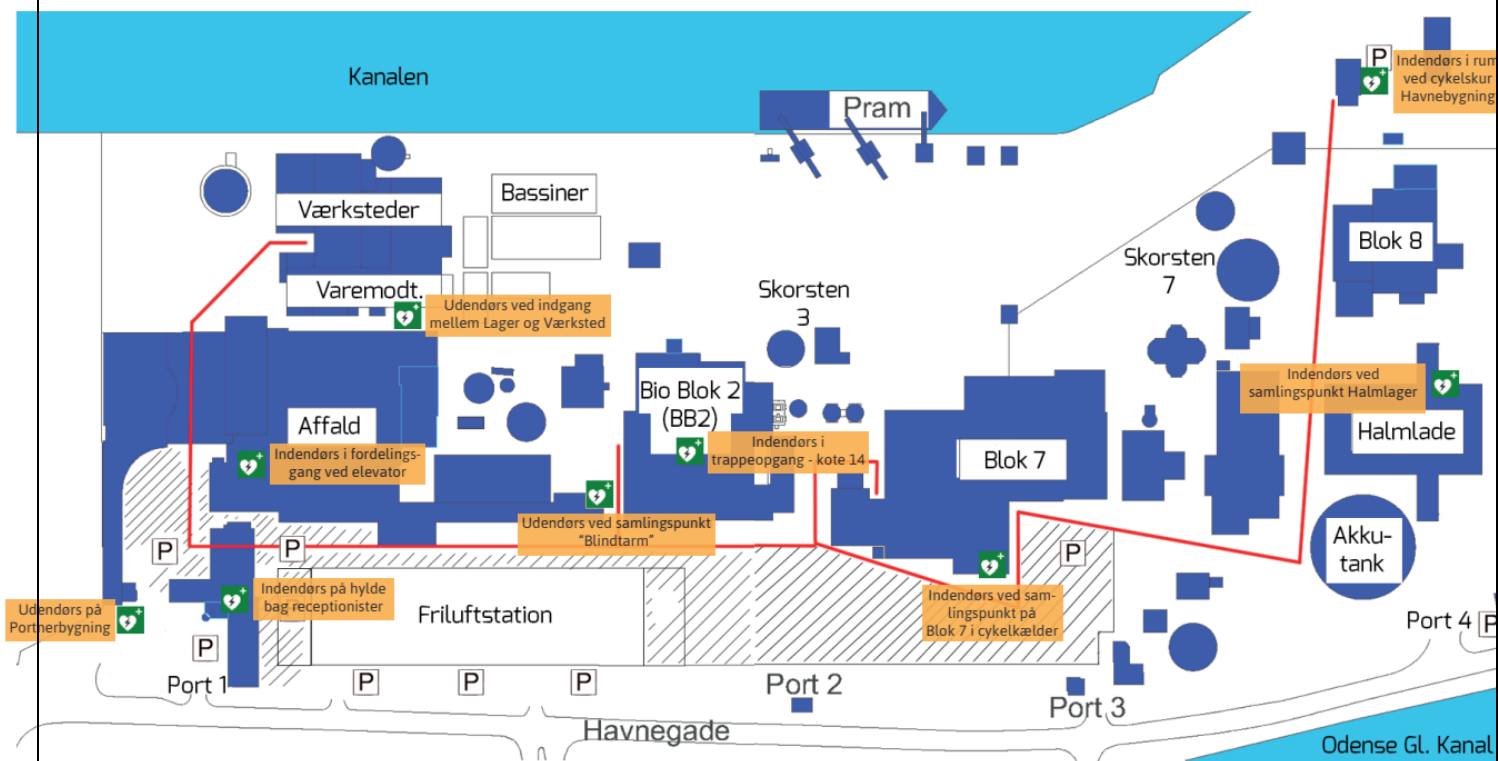 Kanalen
Pram
P
Indendørs i rum
ved cykelskur
Havnebygning
Værksteder
Bassiner
Blok 8
Varemodt.
Udendørs ved indgang
mellem Lager og Værksted
Skorsten
3
Skorsten
7
Bio Blok 2
(BB2)
Indendørs ved
samlingspunkt Halmlager
Affald
Indendørs i fordelings-
gang ved elevator
Indendørs i
trappeopgang - kote 14
Blok 7
Halmlade
Udendørs ved samlingspunkt
"Blindtarm"
Akku-
tank
P
P
P
Indendørs på hylde
bag receptionister
Udendørs på
Portnerbygning
Friluftstation
Indendørs ved sam-
lingspunkt på
Blok 7 i cykelkælder
Port 4
P
P
Port 1
P
P
P
Port 2
Port 3
Havnegade
Odense Gl. Kanal